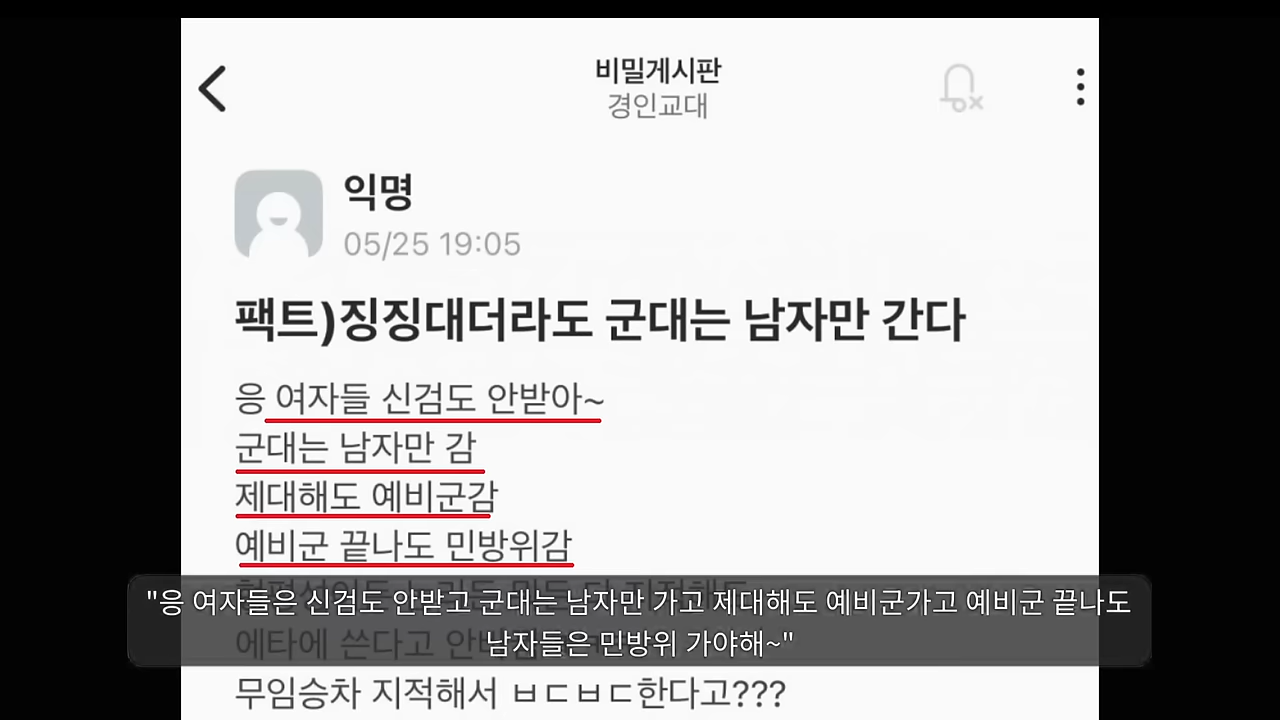 비밀게시판
경인교대
익명
05/25 19:05
팩트)징징대더라도 군대는 남자만 간다
응 여자들 신검도 안받아~
군대는 남자만 감
제대해도 예비군감
예비군 끝나도 민방위감
"응 여자들은 신검도 안받고 군대는 남자만 가고 제대해도 예비군가고 예비군 끝나도
에타에 쓴다고
남자들은 민방위 가야해~"
무임승차 지적해서 ㅂㄷㅂㄷ한다고???